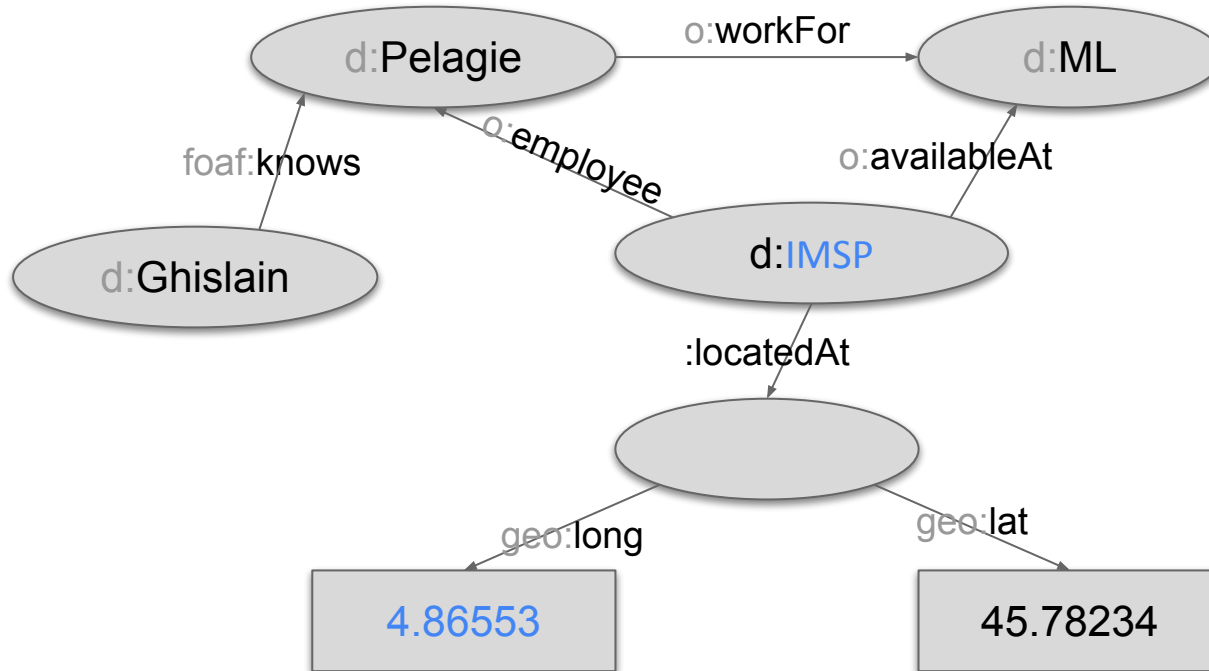 o:workFor
d:Pelagie
d:ML
o:employee
foaf:knows
o:availableAt
d:IMSP
d:Ghislain
:locatedAt
geo:long
geo:lat
4.86553
45.78234